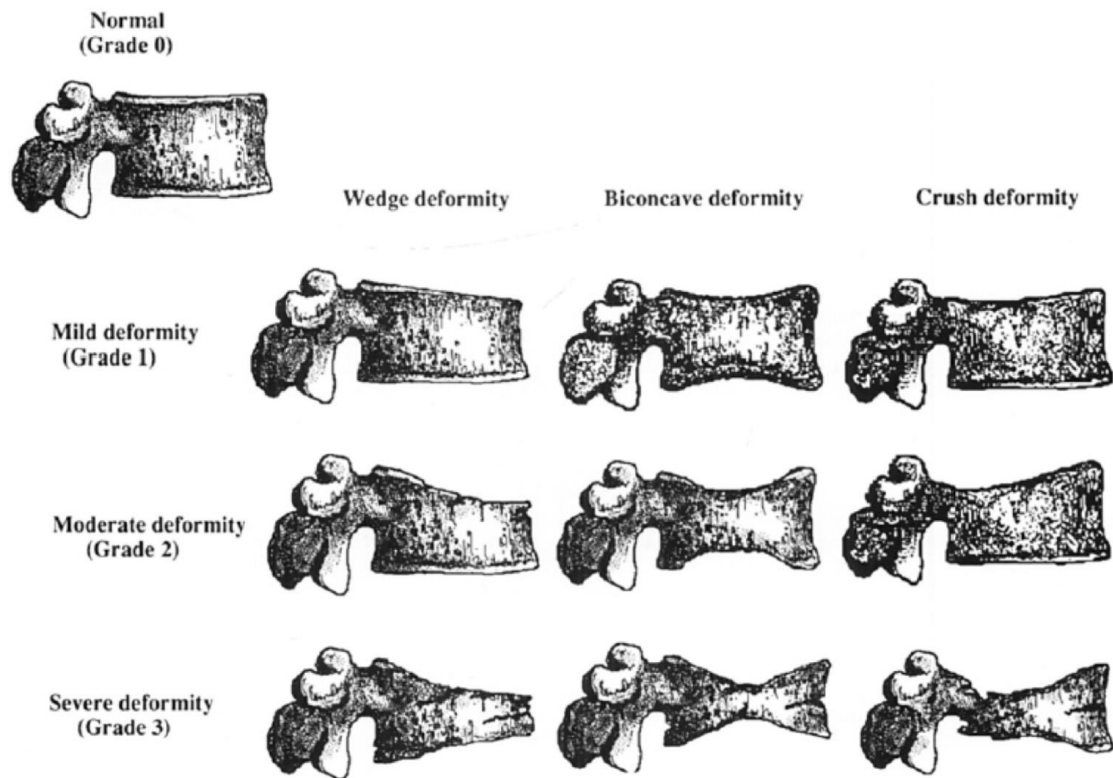 Normal
(Grade 0)
Wedge deformity
Biconcave deformity
Crush deformity
Mild deformity
(Grade 1)
Moderate deformity
(Grade 2)
Severe deformity
(Grade 3)